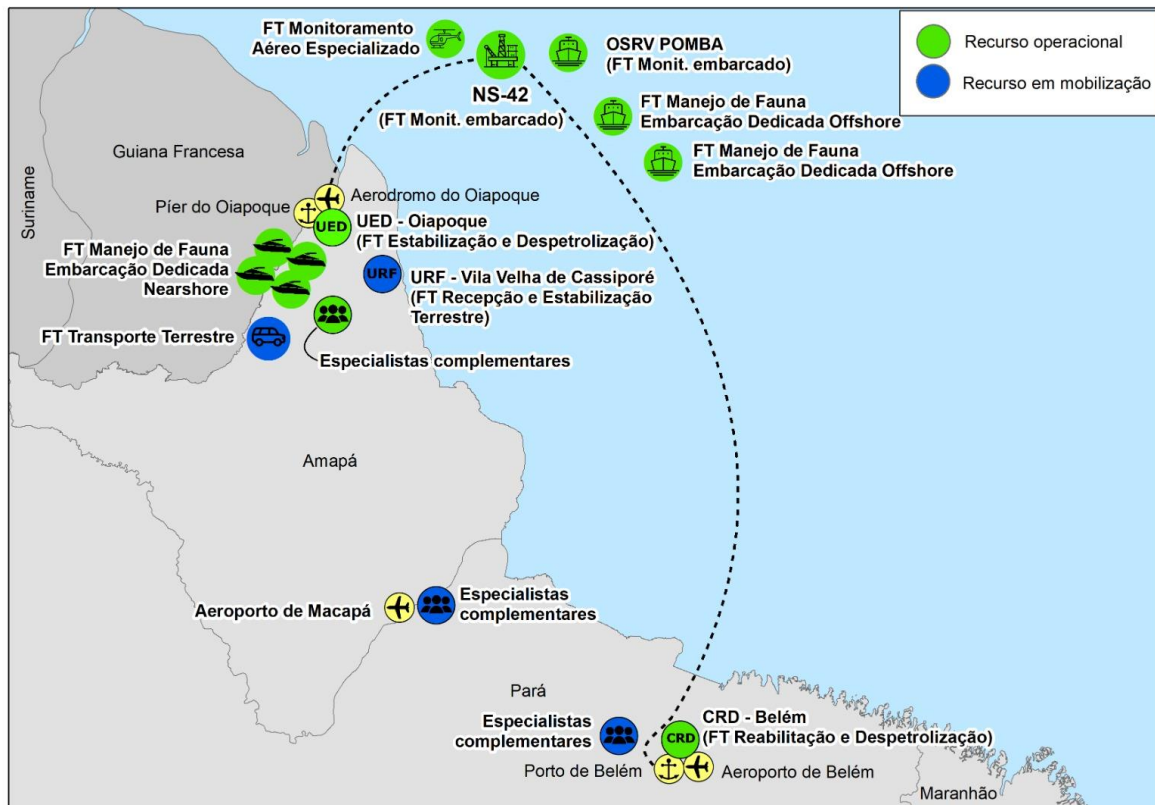 FT Monitoramento
Aéreo Especializado
OSRV POMBA
(FT Monit. embarcado)
Recurso operacional
Recurso em mobilização
NS-42
(FT Monit. embarcado)
FT Manejo de Fauna
Embarcação Dedicada Offshore
FT Manejo de Fauna
Embarcação Dedicada Offshore
Guiana Francesa
Suriname
Aerodromo do Oiapoque
Píer do Oiapoque
UED
UED - Oiapoque
(FT Estabilização e Despetrolização)
FT Manejo de Fauna
Embarcação Dedicada
Nearshore
URF
URF - Vila Velha de Cassiporé
(FT Recepção e Estabilização
Terrestre)
FT Transporte Terrestre
Especialistas complementares
Amapá
Aeroporto de Macapá
Especialistas
complementares
Pará
Especialistas
complementares
CRD
CRD - Belém
(FT Reabilitação e Despetrolização)
Porto de Belém
Aeroporto de Belém
Maranhão